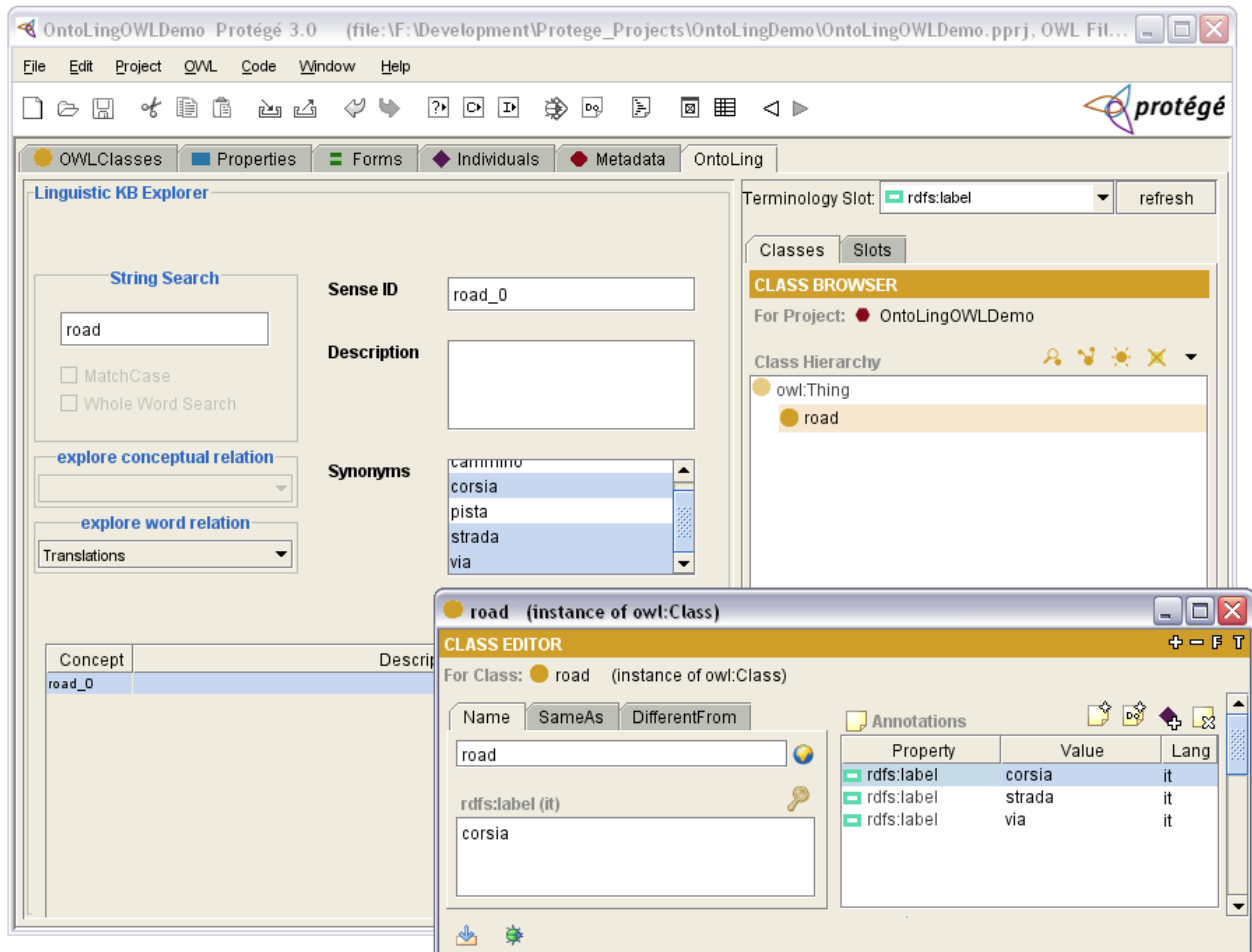 OntoLingOWLDemo Protégé 3.0 (file:\F:\Development\Protege_Projects\OntoLingDemo\OntoLingOWLDemo.pprj, OWL Fil...
File Edit Project OWL Code Window Help
protégé
OWLClasses Properties Forms Individuals Metadata OntoLing
Linguistic KB Explorer
String Search
road
MatchCase
Whole Word Search
explore conceptual relation
explore word relation
Translations
Sense ID
road_0
Description
Synonyms
cammino
corsia
pista
strada
via
Concept Descrip
road_0
Terminology Slot: rdfs:label refresh
Classes Slots
CLASS BROWSER
For Project: OntoLingOWLDemo
Class Hierarchy
owl:Thing
road
road (instance of owl:Class)
CLASS EDITOR
F T
For Class: road (instance of owl:Class)
Name SameAs DifferentFrom
road
rdfs:label (it)
corsia
Annotations
Property Value Lang
rdfs:label corsia it
rdfs:label strada it
rdfs:label via it